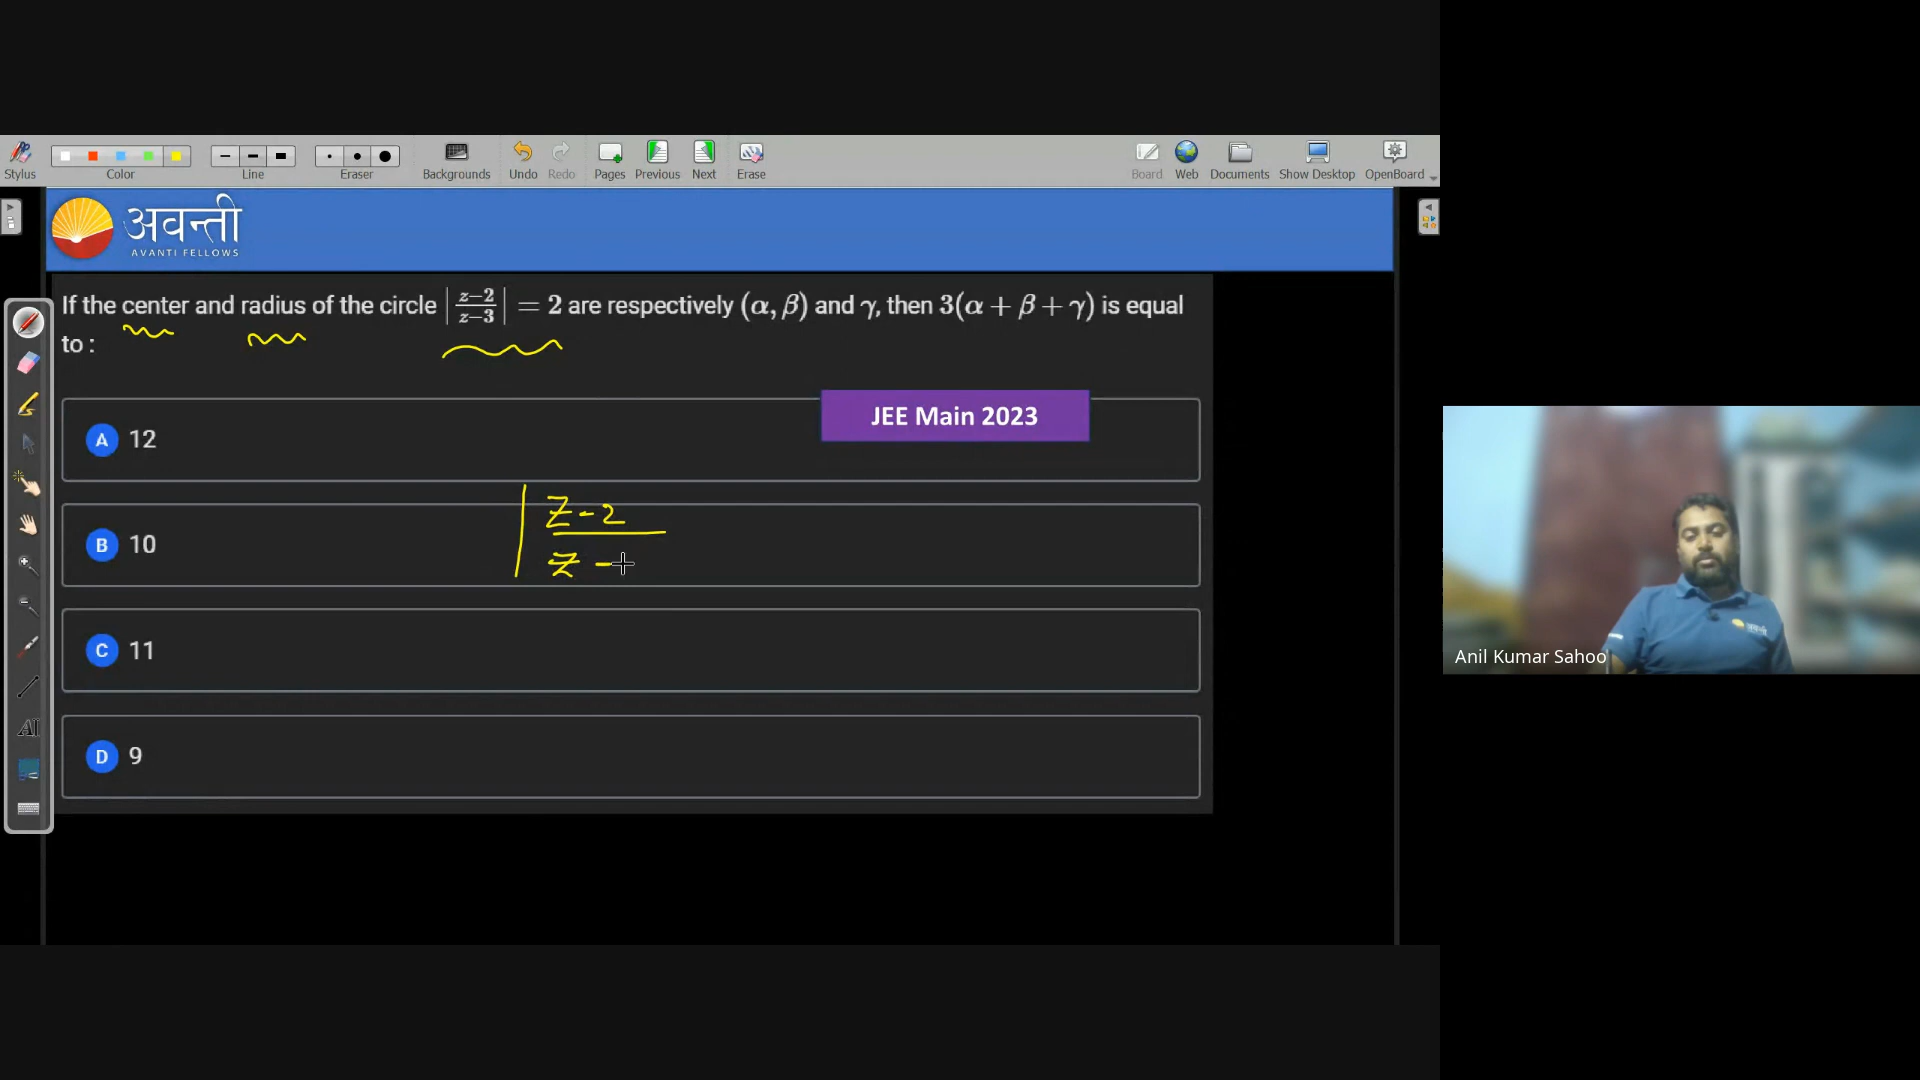 Stylus Color Line Eraser Backgrounds Undo Redo Pages Previous Next Erase Board Web Documents Show Desktop OpenBoard
अवन्ती
AVANTI FELLOWS
If the center and radius of the circle |z−2/z−3| = 2 are respectively (α, β) and γ, then 3(α + β + γ) is equal
to :
JEE Main 2023
A 12
z - 2
B 10
z -
C 11
D 9
Anil Kumar Sahoo